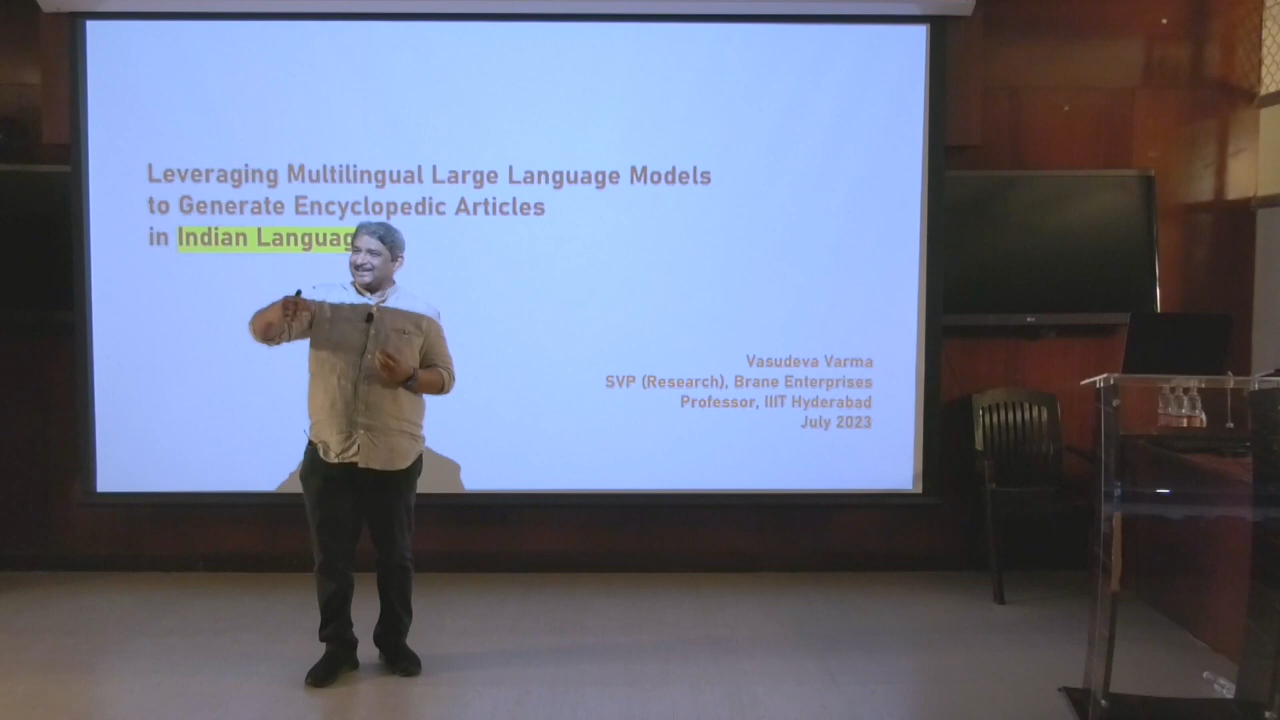 Leveraging Multilingual Large Language Models
to Generate Encyclopedic Articles
in Indian Languag
Vasudeva Varma
SVP (Research), Brane Enterprises
Professor, IIIT Hyderabad
July 2023